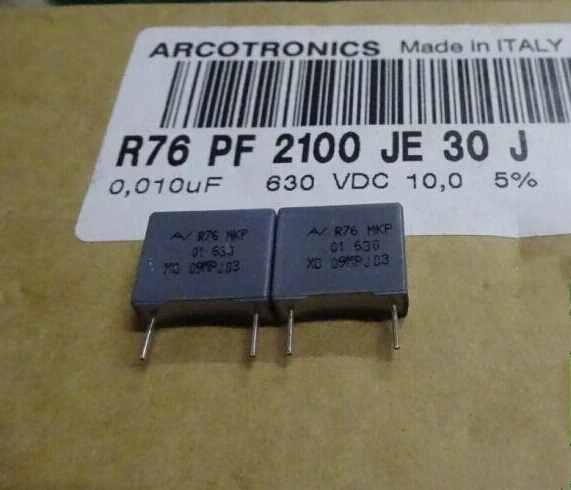 ARCOTRONICS Made in ITALY
R76 PF 2100 JE 30 J
0,010uF 630 VDC 10,0 5%
R76 MKP
01 630
09MPJ03
R76 MKP
01 630
09MPJ03